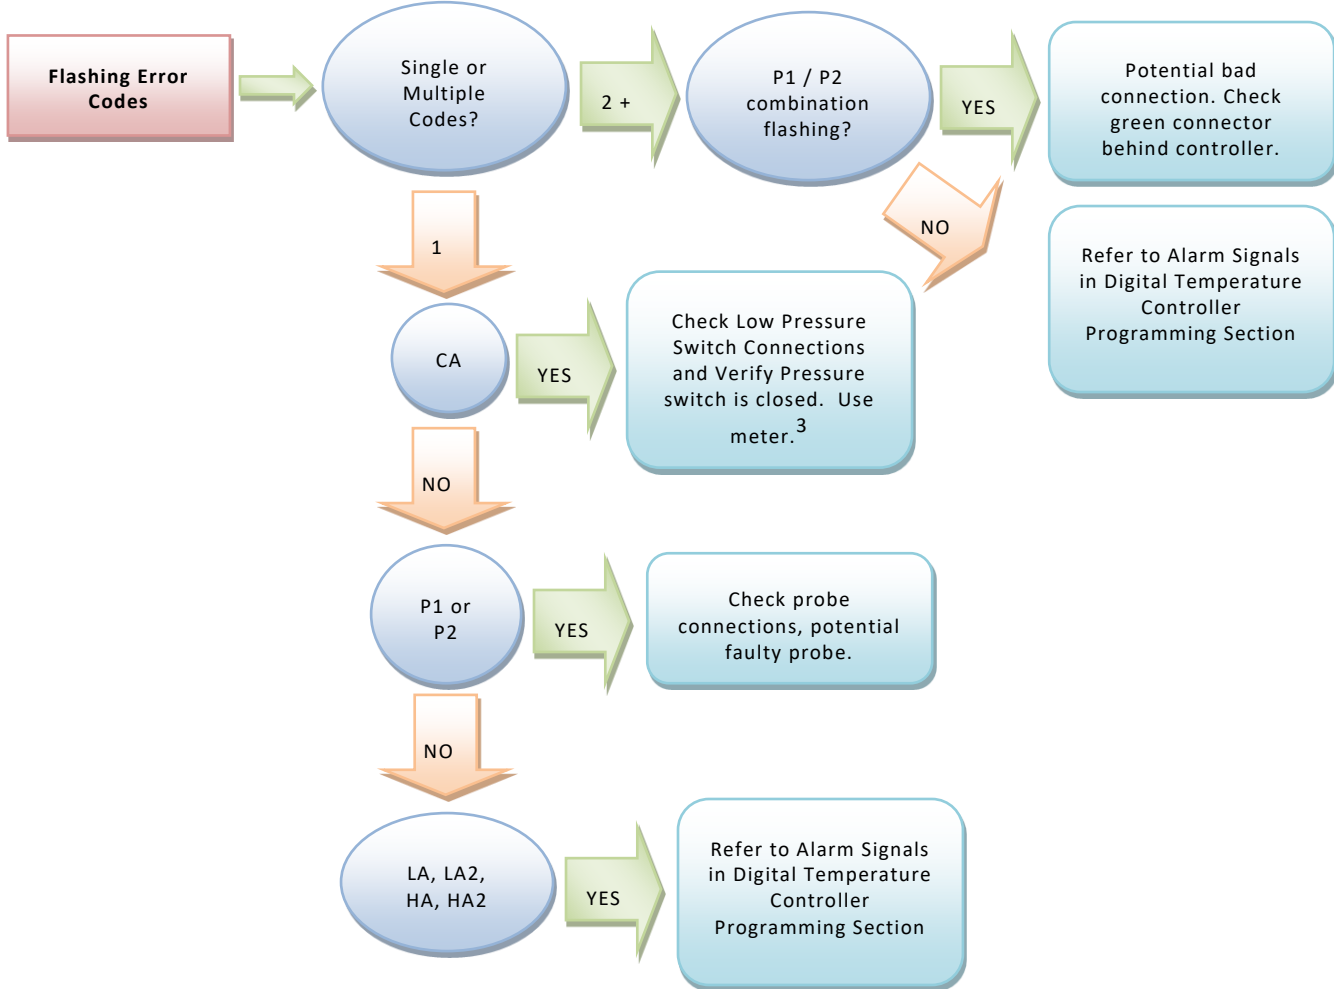 Flashing Error
Codes
Single or
Multiple
Codes?
2 +
P1 / P2
combination
flashing?
YES
Potential bad
connection. Check
green connector
behind controller.
NO
Refer to Alarm Signals
in Digital Temperature
Controller
Programming Section
1
CA
YES
Check Low Pressure
Switch Connections
and Verify Pressure
switch is closed. Use
meter.3
NO
P1 or
P2
YES
Check probe
connections, potential
faulty probe.
NO
LA, LA2,
HA, HA2
YES
Refer to Alarm Signals
in Digital Temperature
Controller
Programming Section